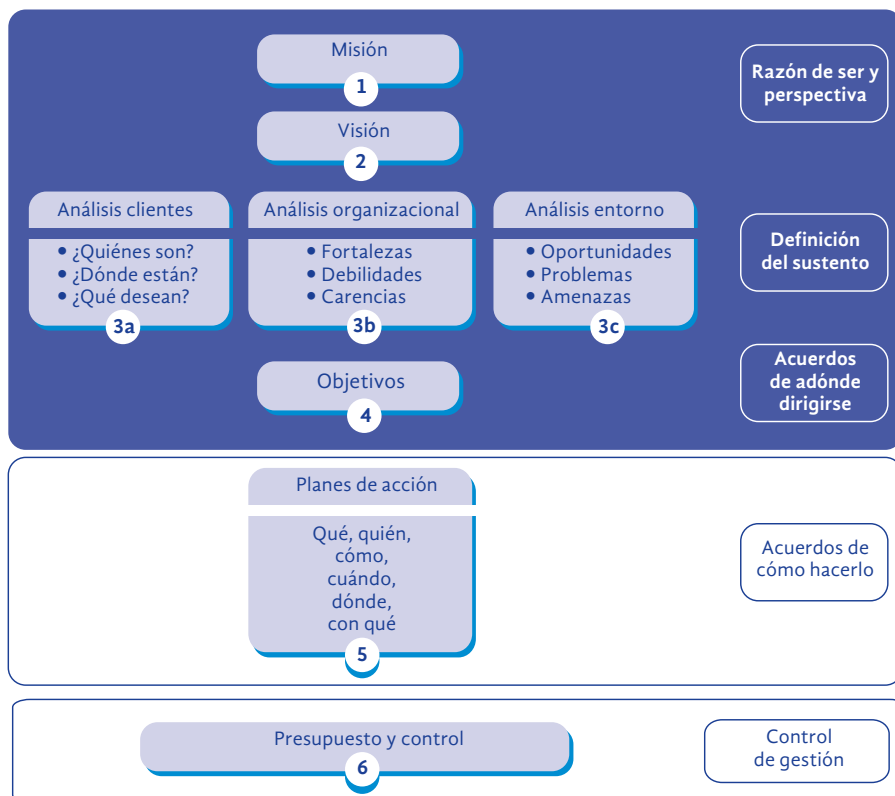 Misión
1
Razón de ser y
perspectiva
Visión
2
Análisis clientes
• ¿Quiénes son?
• ¿Dónde están?
• ¿Qué desean?
3a
Análisis organizacional
• Fortalezas
• Debilidades
• Carencias
3b
Análisis entorno
• Oportunidades
• Problemas
• Amenazas
3c
Definición
del sustento
Objetivos
4
Acuerdos
de adónde
dirigirse
Planes de acción
Qué, quién,
cómo,
cuándo,
dónde,
con qué
5
Acuerdos de
cómo hacerlo
Presupuesto y control
6
Control
de gestión